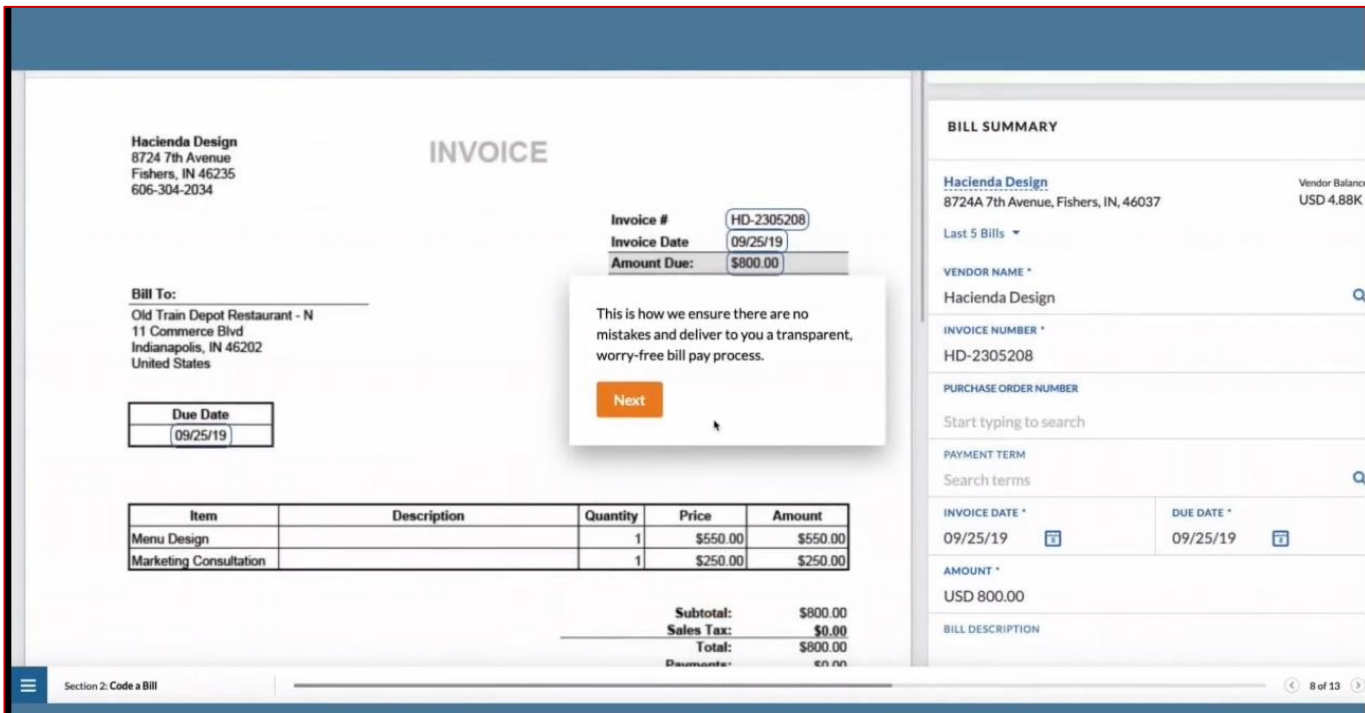 Hacienda Design
8724 7th Avenue
Fishers, IN 46235
606-304-2034
INVOICE
Invoice # HD-2305208
Invoice Date 09/25/19
Amount Due: $800.00
Bill To:
Old Train Depot Restaurant - N
11 Commerce Blvd
Indianapolis, IN 46202
United States
This is how we ensure there are no
mistakes and deliver to you a transparent,
worry-free bill pay process.
Next
Due Date
09/25/19
Item Description Quantity Price Amount
Menu Design 1 $550.00 $550.00
Marketing Consultation 1 $250.00 $250.00
Subtotal: $800.00
Sales Tax: $0.00
Total: $800.00
Payments: $0.00
BILL SUMMARY
Hacienda Design
8724A 7th Avenue, Fishers, IN, 46037
Vendor Balance
USD 4.88K
Last 5 Bills
VENDOR NAME *
Hacienda Design
INVOICE NUMBER *
HD-2305208
PURCHASE ORDER NUMBER
Start typing to search
PAYMENT TERM
Search terms
INVOICE DATE * DUE DATE *
09/25/19 09/25/19
AMOUNT *
USD 800.00
BILL DESCRIPTION
Section 2: Code a Bill
8 of 13